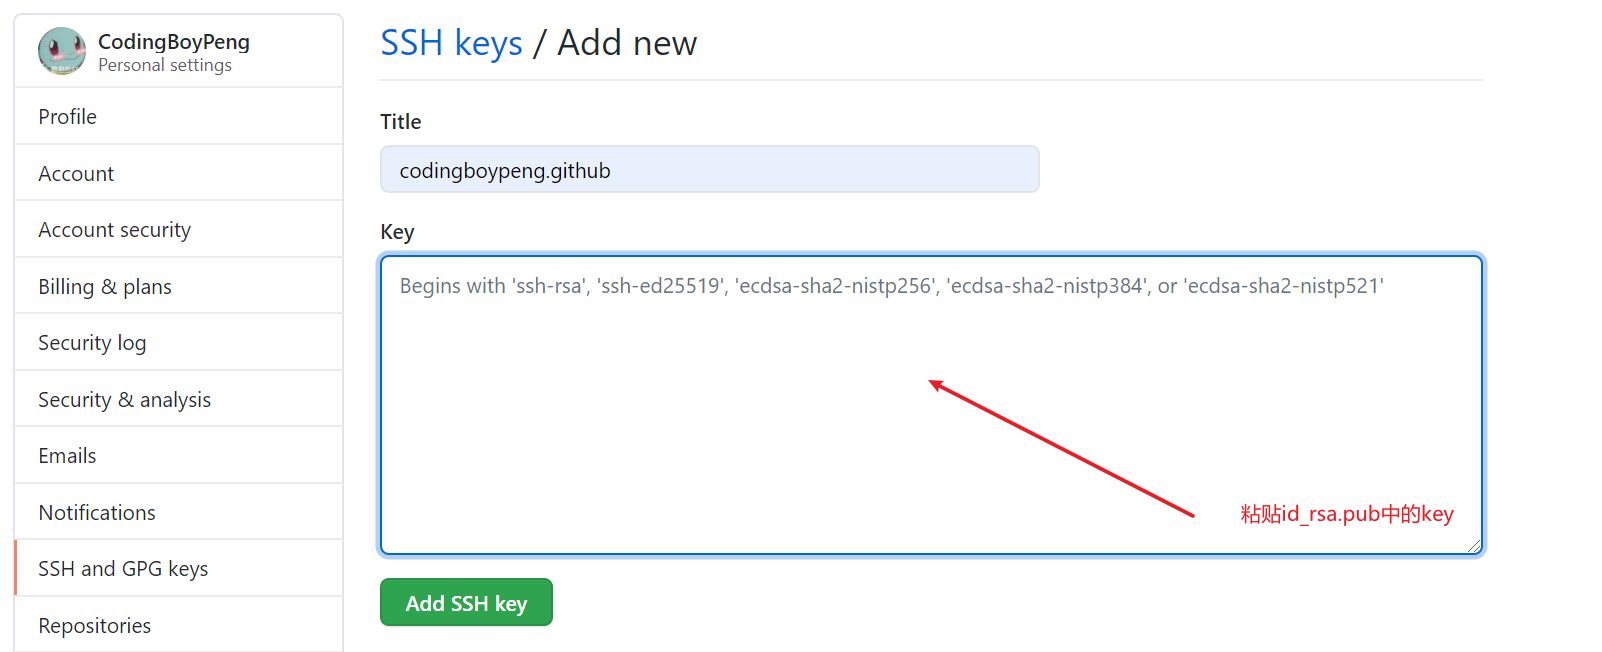 CodingBoyPeng
Personal settings
Profile
Account
Account security
Billing & plans
Security log
Security & analysis
Emails
Notifications
SSH and GPG keys
Repositories
SSH keys / Add new
Title
codingboypeng.github
Key
Begins with 'ssh-rsa', 'ssh-ed25519', 'ecdsa-sha2-nistp256', 'ecdsa-sha2-nistp384', or 'ecdsa-sha2-nistp521'
粘贴id_rsa.pub中的key
Add SSH key